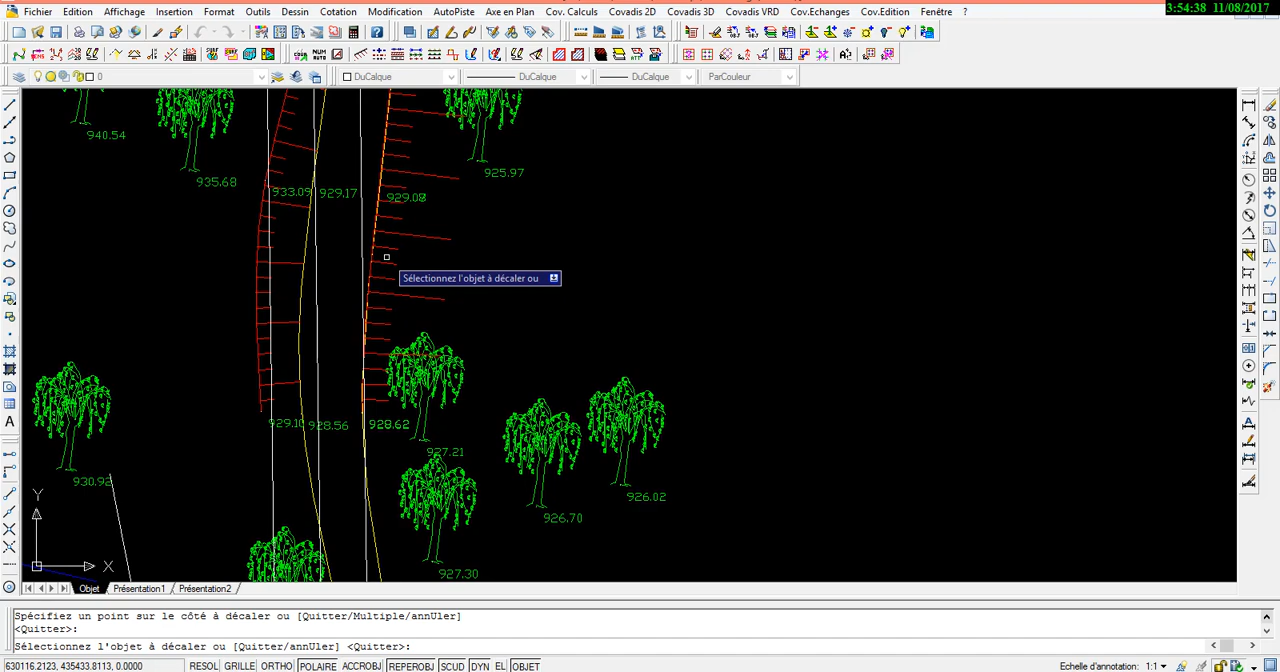 3:54:38 11/08/2017
Fichier Edition Affichage Insertion Format Outils Dessin Cotation Modification AutoPiste Axe en Plan Cov. Calculs Covadis 2D Covadis 3D Covadis VRD Cov.Echanges Cov.Edition Fenêtre ?
0 DuCalque DuCalque DuCalque ParCouleur
940.54
935.68
925.97
933.09 929.17 929.08
Sélectionnez l'objet à décaler ou
929.10 928.56 928.62
927.21
930.92
926.02
926.70
927.30
Y
X
Objet Présentation1 Présentation2
Spécifiez un point sur le côté à décaler ou [Quitter/Multiple/annUler]
<Quitter>:
Sélectionnez l'objet à décaler ou [Quitter/annUler] <Quitter>:
630116.2123, 435433.8113, 0.0000 RESOL GRILLE ORTHO POLAIRE ACCROBJ REPEROBJ SCUD DYN EL OBJET Echelle d'annotation: 1:1